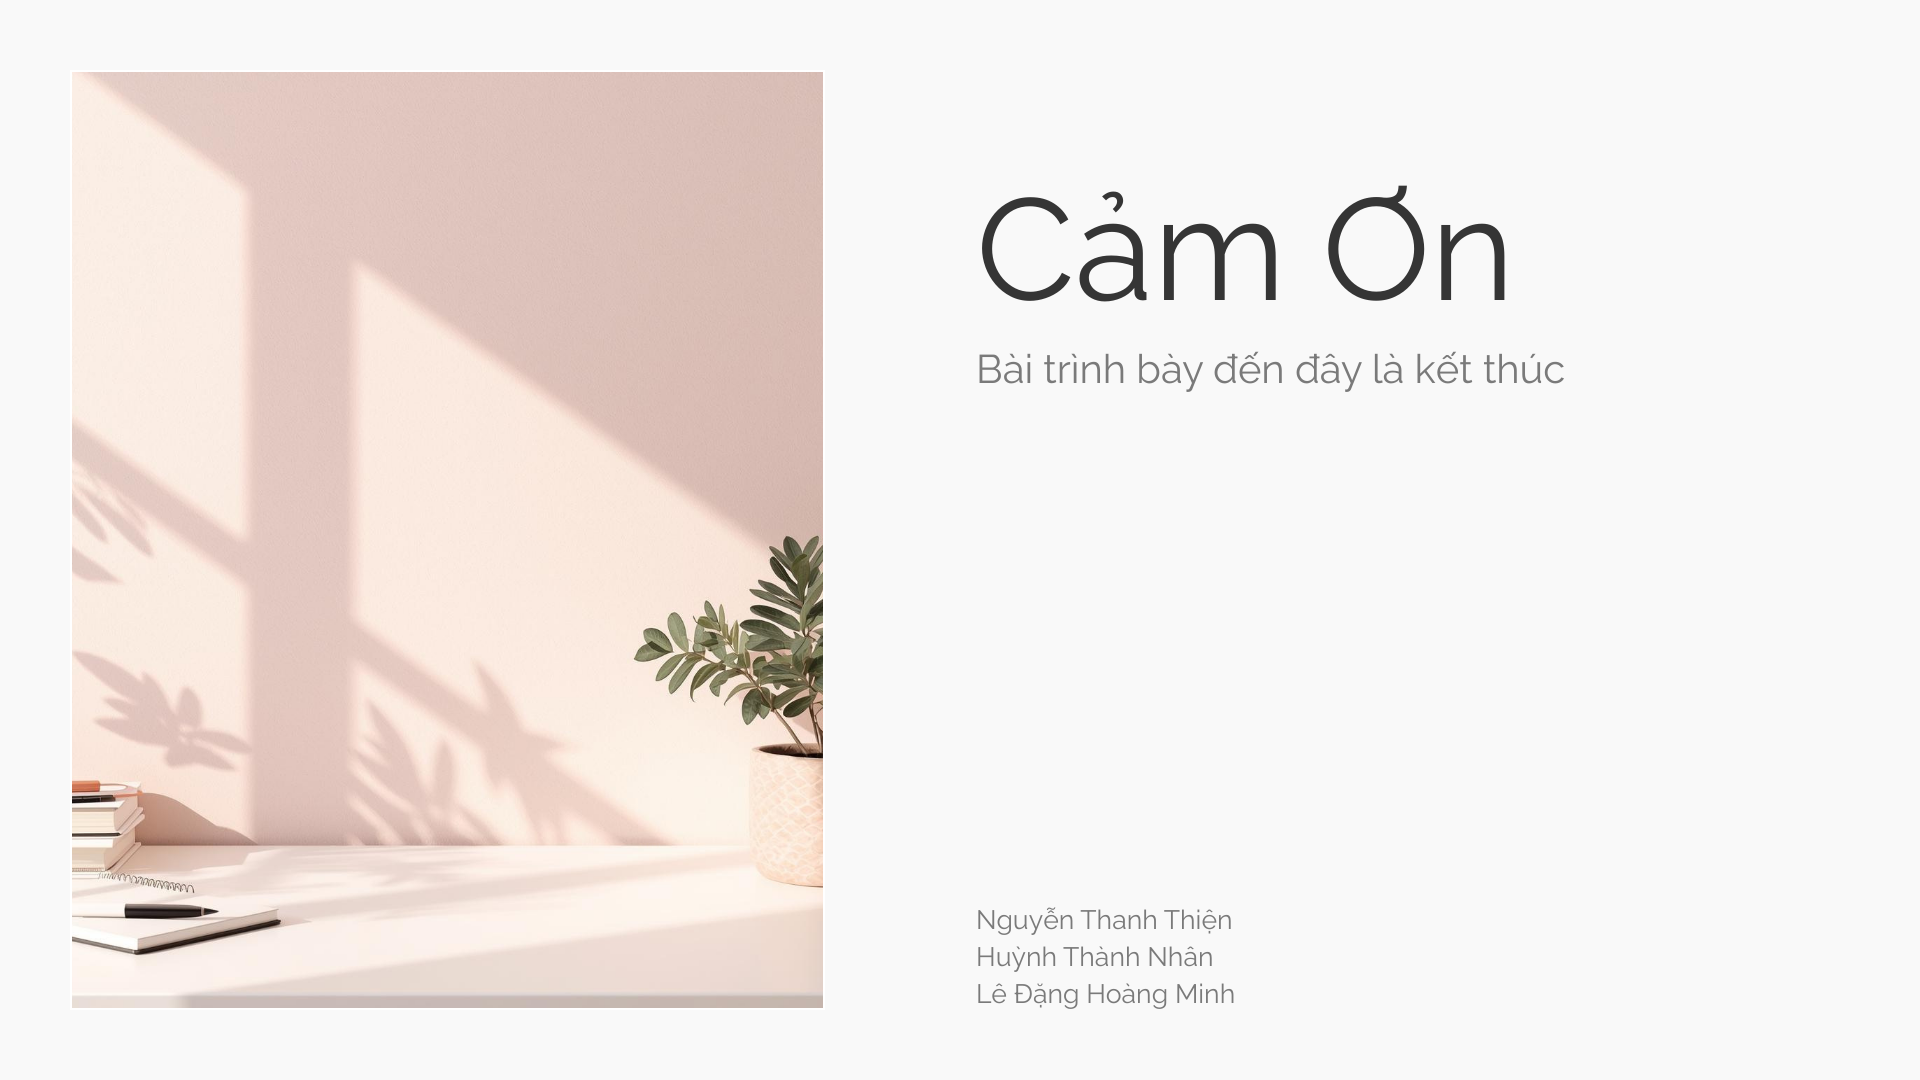 Cảm Ơn
Bài trình bày đến đây là kết thúc
Nguyễn Thanh Thiện
Huỳnh Thành Nhân
Lê Đặng Hoàng Minh